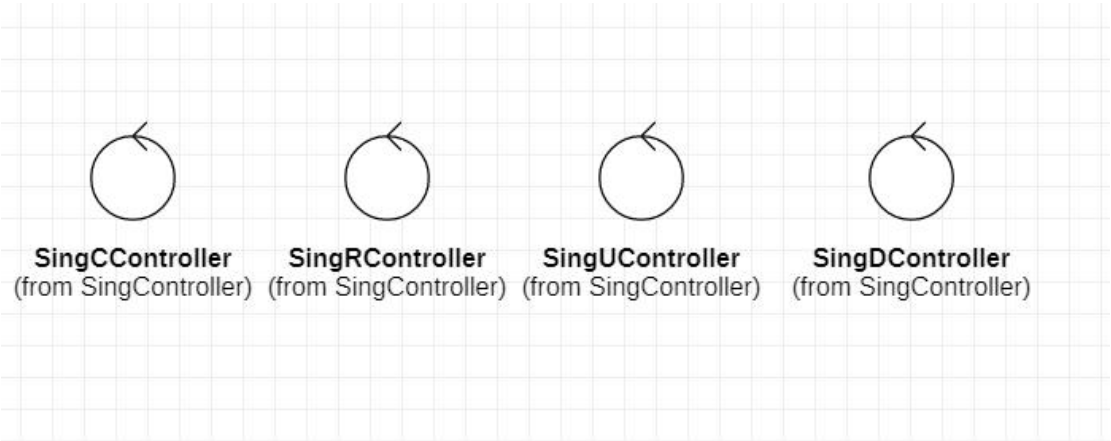 SingCController
(from SingController)
SingRController
(from SingController)
SingUController
(from SingController)
SingDController
(from SingController)